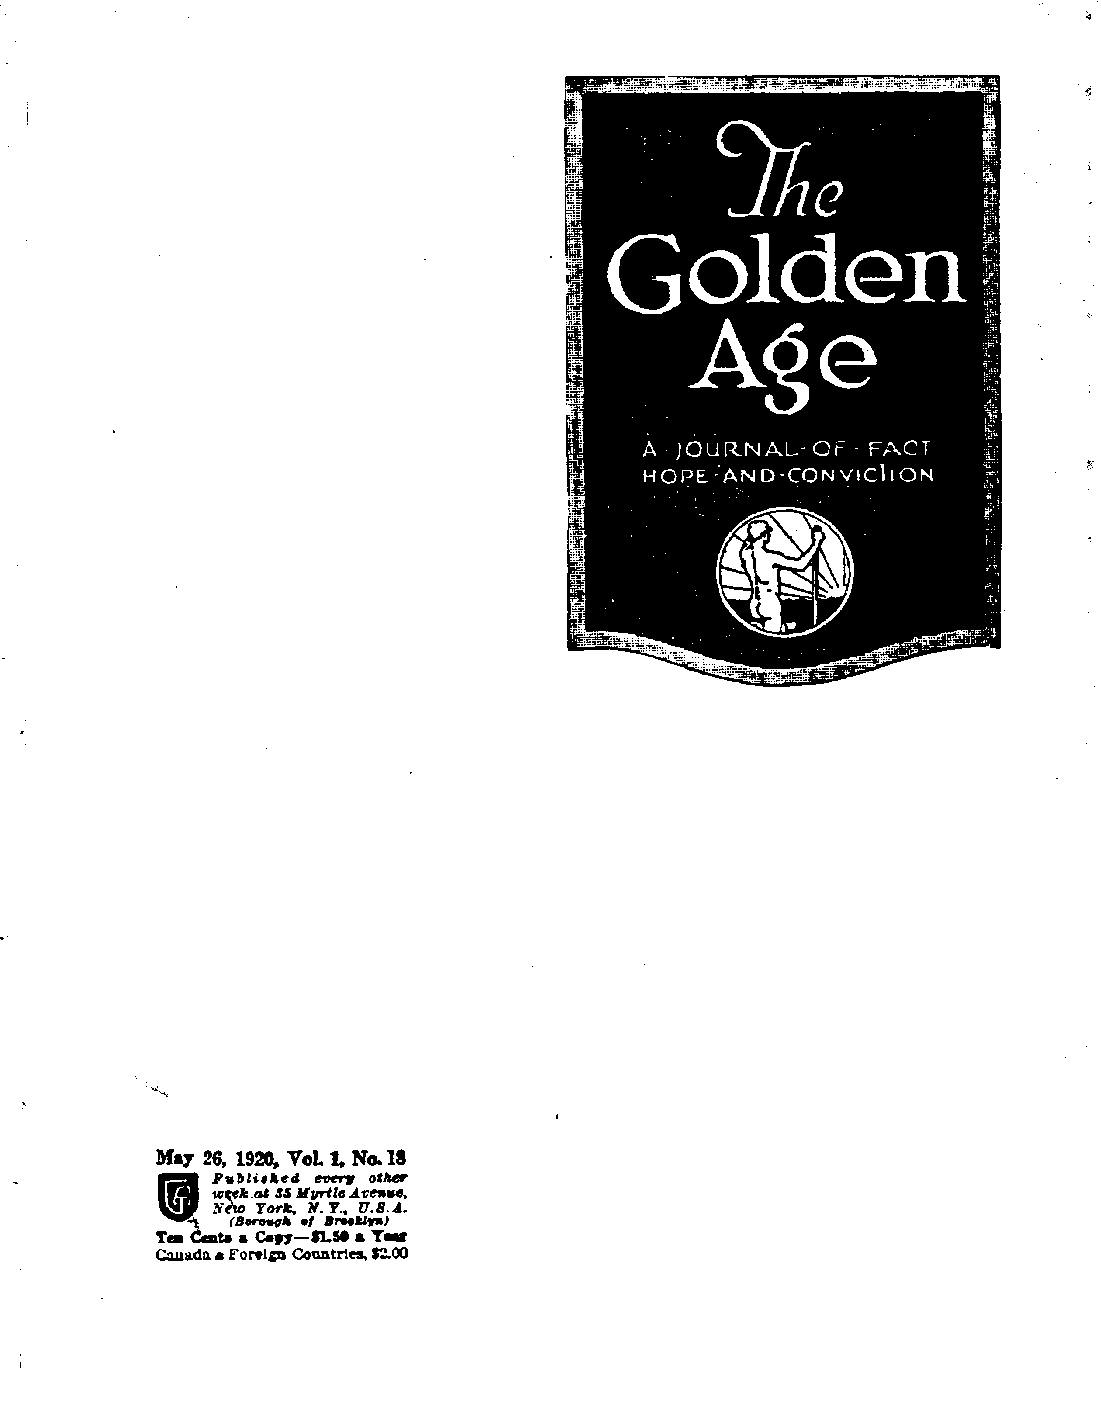 The
Golden
Age
A JOURNAL-OF-FACT
HOPE-AND-CONVICTION
May 26, 1920, Vol. 1, No. 18
Published every other
week at 35 Myrtle Avenue,
New York, N. Y., U.S.A.
(Borough of Brooklyn)
Ten Cents a Copy—$1.50 a Year
Canada & Foreign Countries, $2.00